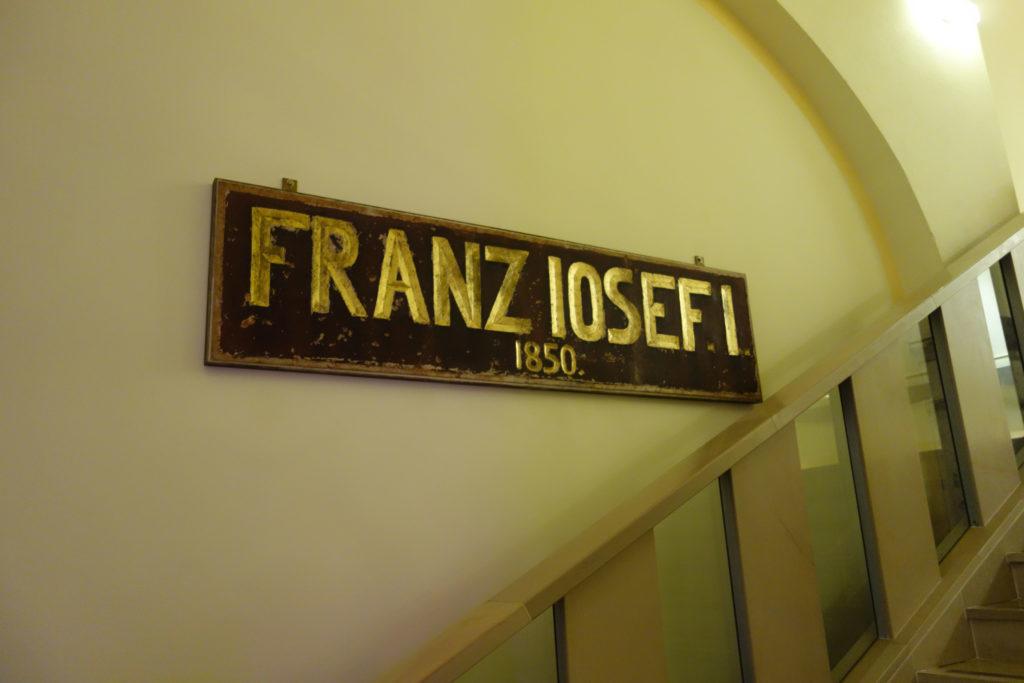 FRANZ IOSEF. I.
1850.